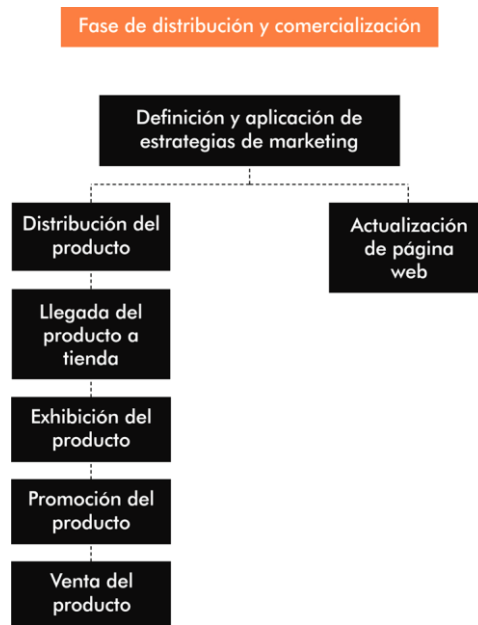 Fase de distribución y comercialización
Definición y aplicación de
estrategias de marketing
Distribución del
producto
Actualización
de página
web
Llegada del
producto a
tienda
Exhibición del
producto
Promoción del
producto
Venta del
producto